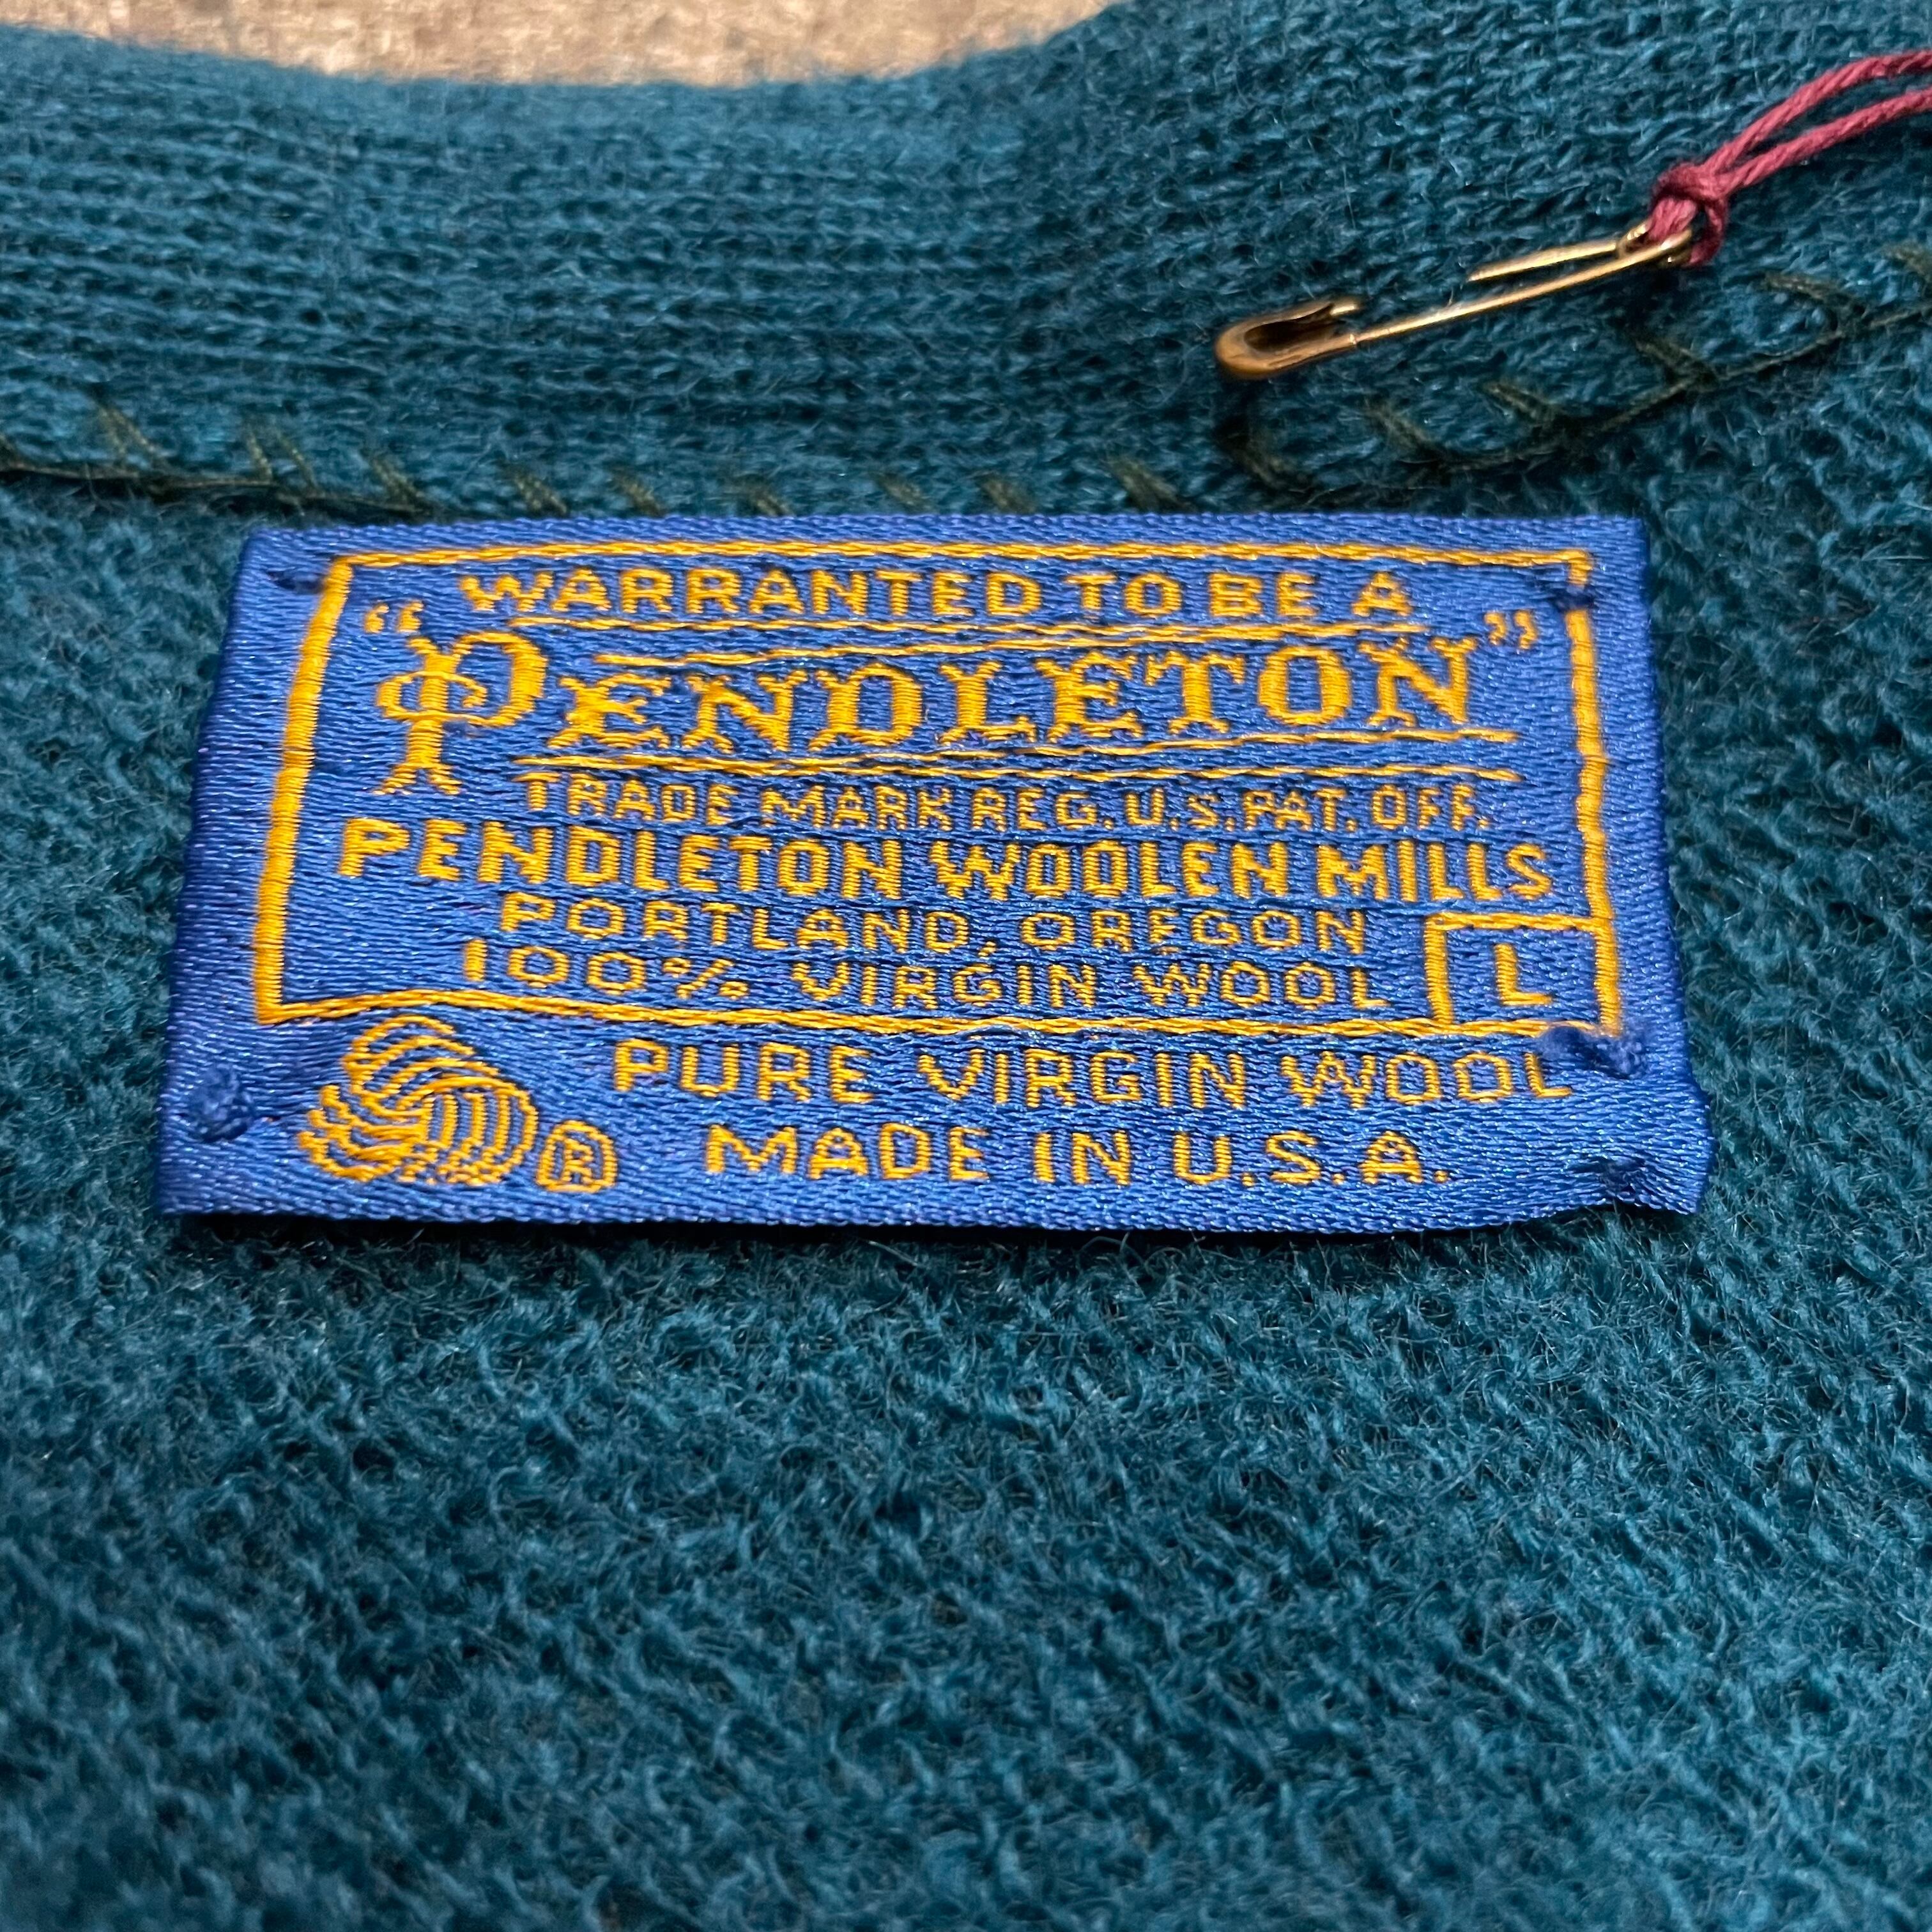 WARRANTED TO BE A
“PENDLETON”
TRADE MARK REG. U.S. PAT. OFF.
PENDLETON WOOLEN MILLS
PORTLAND, OREGON
100% VIRGIN WOOL
L
PURE VIRGIN WOOL
® MADE IN U.S.A.